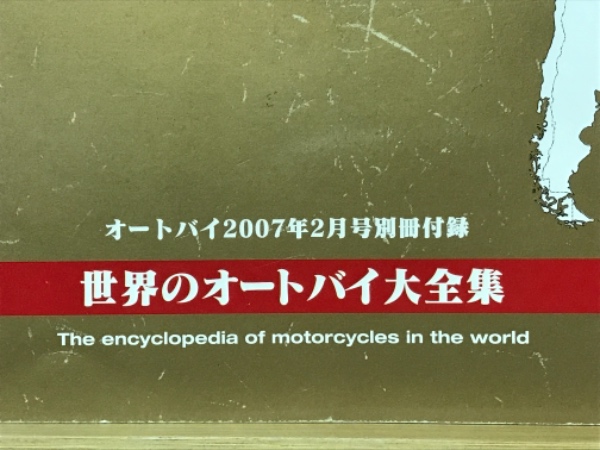 オートバイ2007年2月号別冊付録
世界のオートバイ大全集
The encyclopedia of motorcycles in the world